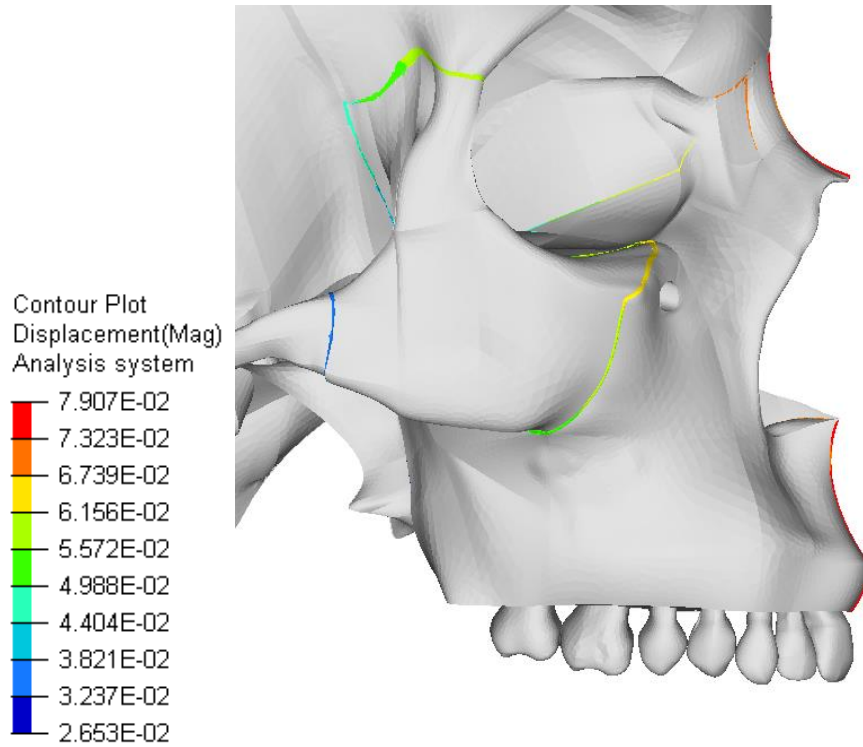 Contour Plot
Displacement(Mag)
Analysis system
7.907E-02
7.323E-02
6.739E-02
6.156E-02
5.572E-02
4.988E-02
4.404E-02
3.821E-02
3.237E-02
2.653E-02